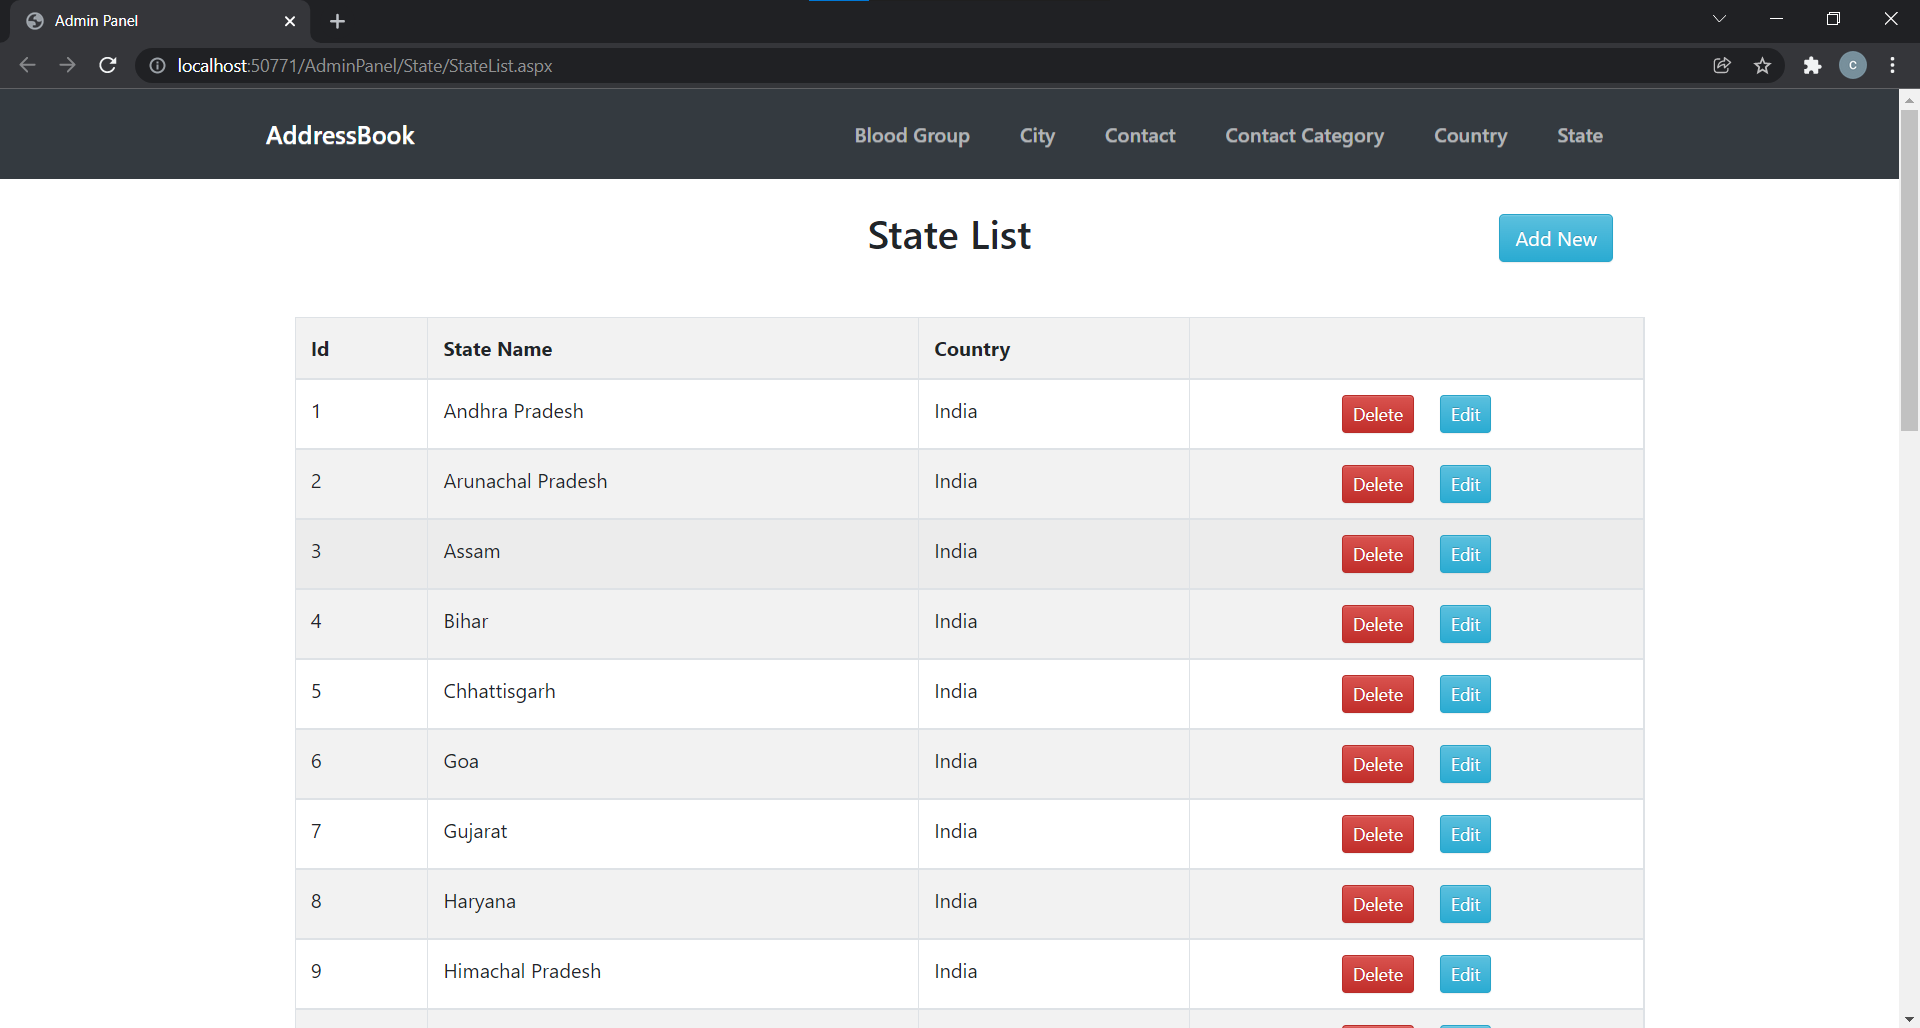 Admin Panel
localhost:50771/AdminPanel/State/StateList.aspx
C
AddressBook Blood Group City Contact Contact Category Country State
State List Add New
Id State Name Country
1 Andhra Pradesh India Delete Edit
2 Arunachal Pradesh India Delete Edit
3 Assam India Delete Edit
4 Bihar India Delete Edit
5 Chhattisgarh India Delete Edit
6 Goa India Delete Edit
7 Gujarat India Delete Edit
8 Haryana India Delete Edit
9 Himachal Pradesh India Delete Edit